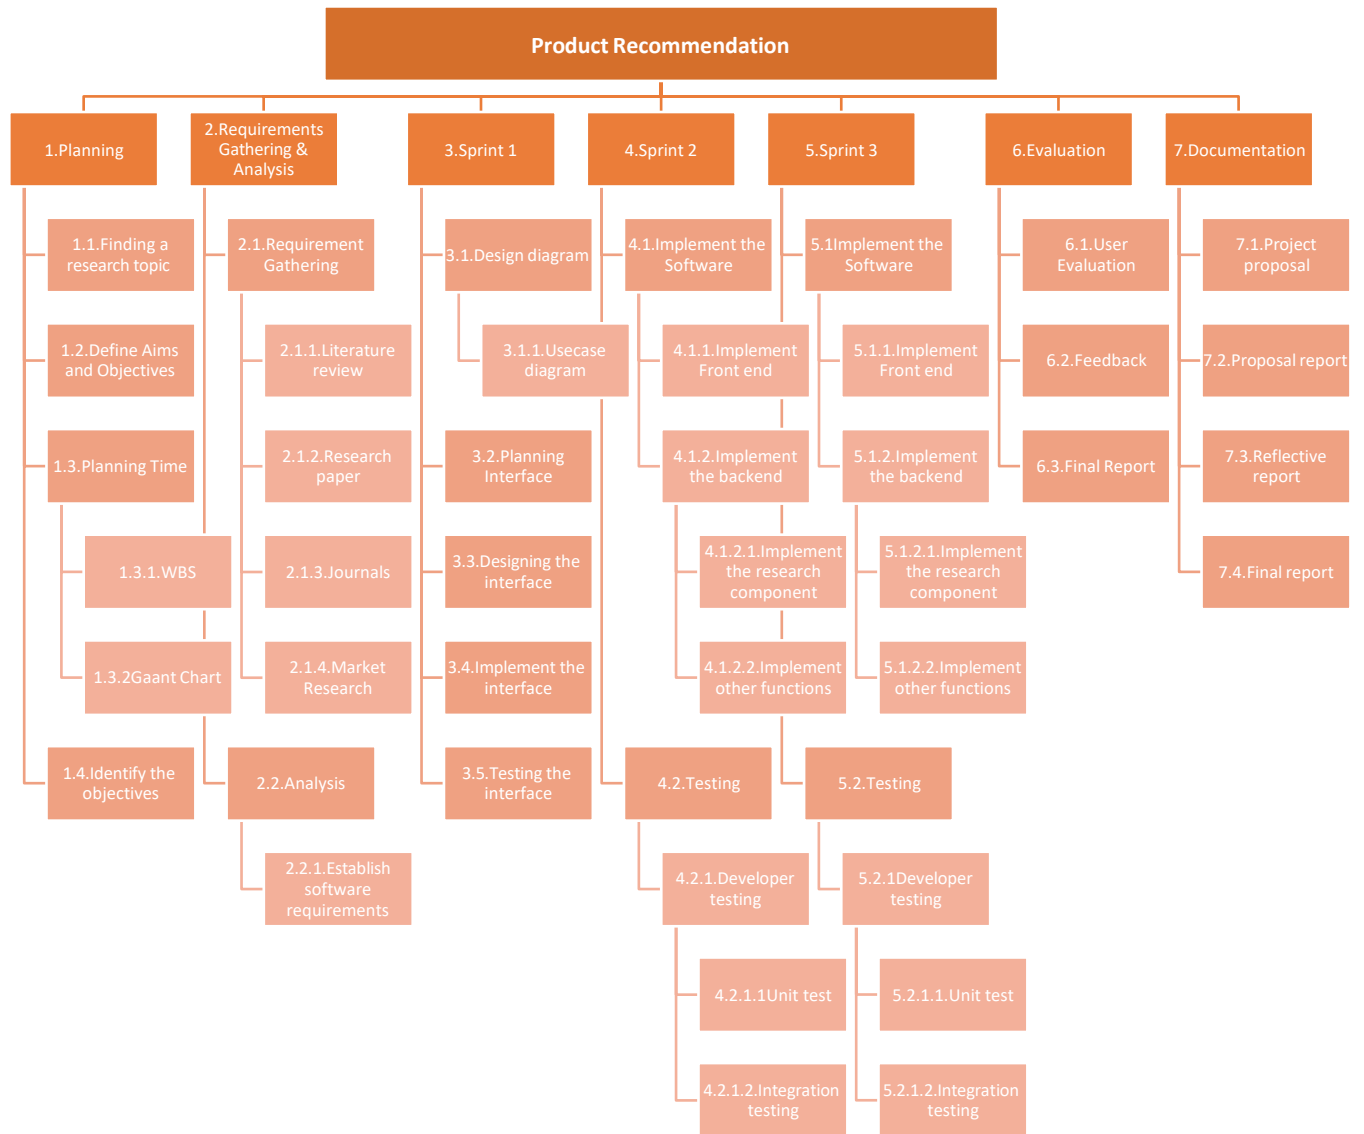 Product Recommendation
1.Planning
1.1.Finding a
research topic
1.2.Define Aims
and Objectives
1.3.Planning Time
1.3.1.WBS
1.3.2Gaant Chart
1.4.Identify the
objectives
2.Requirements
Gathering &
Analysis
2.1.Requirement
Gathering
2.1.1.Literature
review
2.1.2.Research
paper
2.1.3.Journals
2.1.4.Market
Research
2.2.Analysis
2.2.1.Establish
software
requirements
3.Sprint 1
3.1.Design diagram
3.1.1.Usecase
diagram
3.2.Planning
Interface
3.3.Designing the
interface
3.4.Implement the
interface
3.5.Testing the
interface
4.Sprint 2
4.1.Implement the
Software
4.1.1.Implement
Front end
4.1.2.Implement
the backend
4.1.2.1.Implement
the research
component
4.1.2.2.Implement
other functions
4.2.Testing
4.2.1.Developer
testing
4.2.1.1Unit test
4.2.1.2.Integration
testing
5.Sprint 3
5.1Implement the
Software
5.1.1.Implement
Front end
5.1.2.Implement
the backend
5.1.2.1.Implement
the research
component
5.1.2.2.Implement
other functions
5.2.Testing
5.2.1Developer
testing
5.2.1.1.Unit test
5.2.1.2.Integration
testing
6.Evaluation
6.1.User
Evaluation
6.2.Feedback
6.3.Final Report
7.Documentation
7.1.Project
proposal
7.2.Proposal report
7.3.Reflective
report
7.4.Final report